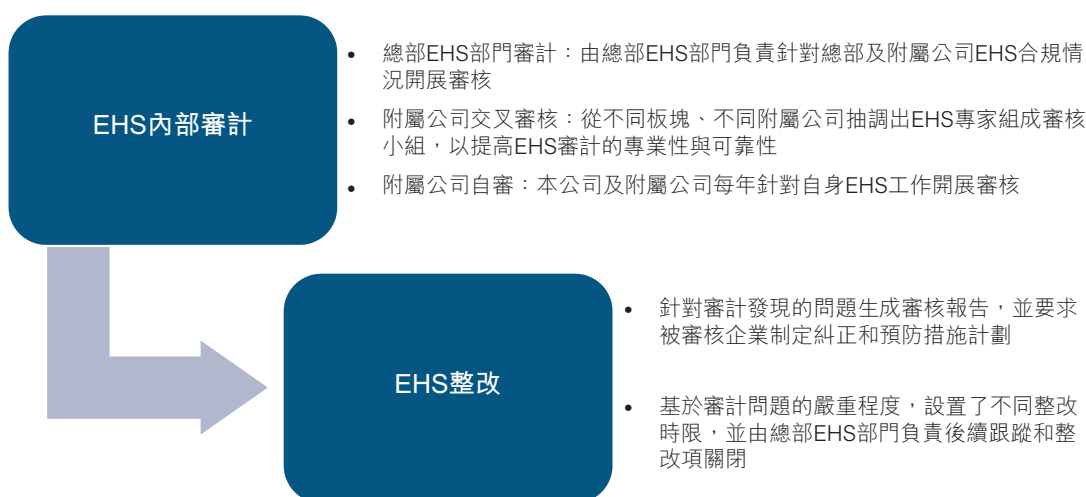 EHS內部審計
• 總部EHS部門審計：由總部EHS部門負責針對總部及附屬公司EHS合規情
況開展審核
• 附屬公司交叉審核：從不同板塊、不同附屬公司抽調出EHS專家組成審核
小組，以提高EHS審計的專業性與可靠性
• 附屬公司自審：本公司及附屬公司每年針對自身EHS工作開展審核
EHS整改
• 針對審計發現的問題生成審核報告，並要求
被審核企業制定糾正和預防措施計劃
• 基於審計問題的嚴重程度，設置了不同整改
時限，並由總部EHS部門負責後續跟蹤和整
改項關閉